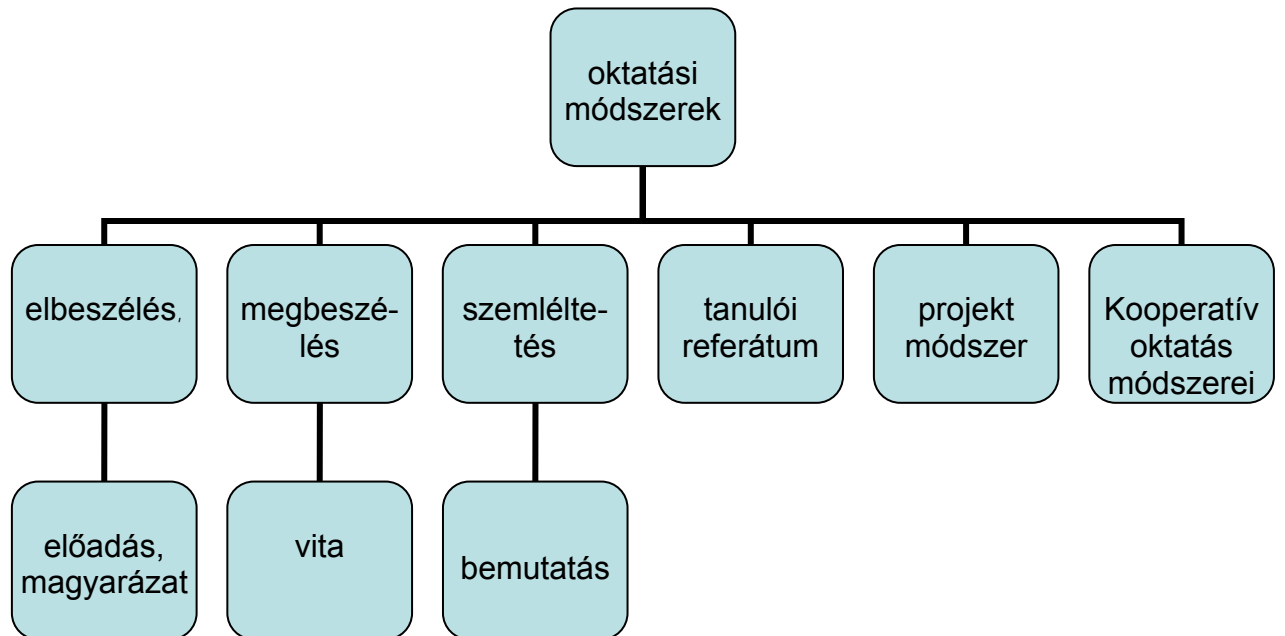 oktatási
módszerek
elbeszélés,
megbeszé-
lés
szemlélte-
tés
tanulói
referátum
projekt
módszer
Kooperatív
oktatás
módszerei
előadás,
magyarázat
vita
bemutatás